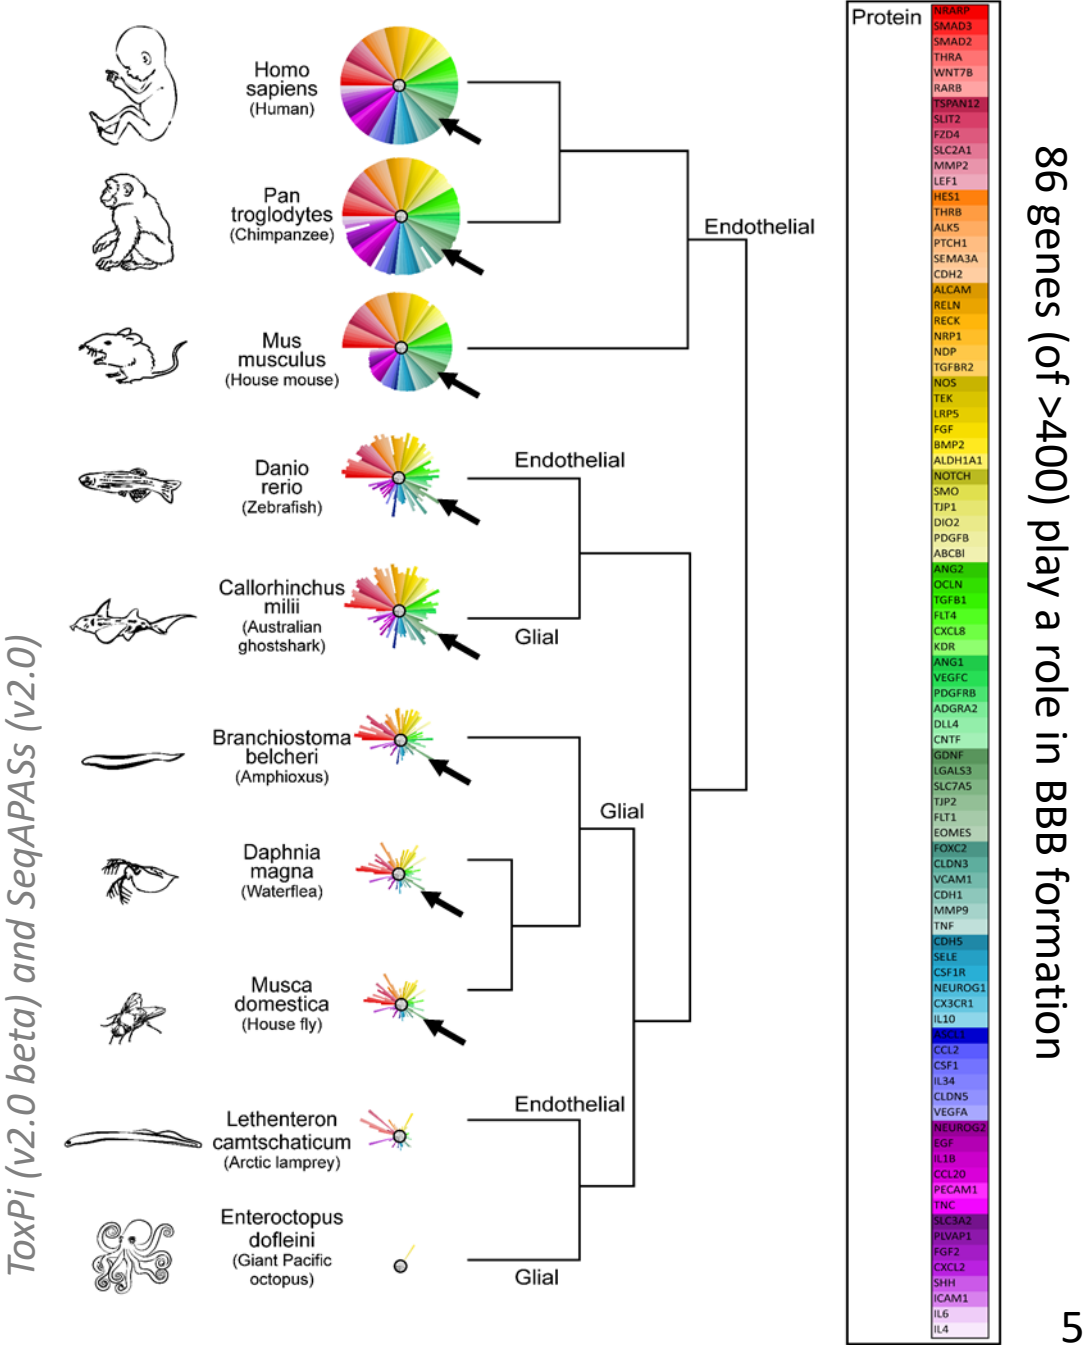 Homo
sapiens
(Human)
Pan
troglodytes
(Chimpanzee)
Endothelial
Mus
musculus
(House mouse)
Danio
rerio
(Zebrafish)
Endothelial
Callorhinchus
milii
(Australian
ghostshark)
Glial
Branchiostoma
belcheri
(Amphioxus)
Glial
Daphnia
magna
(Waterflea)
Musca
domestica
(House fly)
Lethenteron
camtschaticum
(Arctic lamprey)
Endothelial
Enteroctopus
dofleini
(Giant Pacific
octopus)
Glial
ToxPi (v2.0 beta) and SeqAPASs (v2.0)
Protein
NRARP
SMAD3
SMAD2
THRA
WNT7B
RARB
TSPAN12
SLIT2
FZD4
SLC2A1
MMP2
LEF1
HES1
THRB
ALK5
PTCH1
SEMA3A
CDH2
ALCAM
RELN
RECK
NRP1
NDP
TGFBR2
NOS
TEK
LRP5
FGF
BMP2
ALDH1A1
NOTCH
SMO
TJP1
DIO2
PDGFB
ABCBI
ANG2
OCLN
TGFB1
FLT4
CXCL8
KDR
ANG1
VEGFC
PDGFRB
ADGRA2
DLL4
CNTF
GDNF
LGALS3
SLC7A5
TJP2
FLT1
EOMES
FOXC2
CLDN3
VCAM1
CDH1
MMP9
TNF
CDH5
SELE
CSF1R
NEUROG1
CX3CR1
IL10
ASCL1
CCL2
CSF1
IL34
CLDN5
VEGFA
NEUROG2
EGF
IL1B
CCL20
PECAM1
TNC
SLC3A2
PLVAP1
FGF2
CXCL2
SHH
ICAM1
IL6
IL4
86 genes (of >400) play a role in BBB formation
5